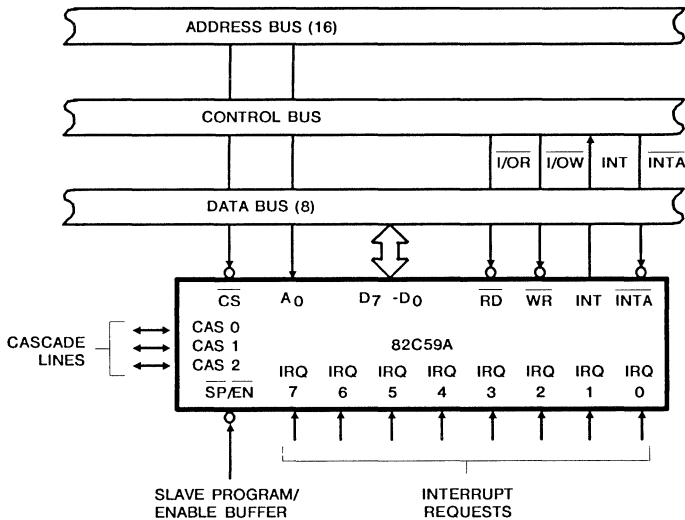 ADDRESS BUS (16)
CONTROL BUS
I/OR I/OW INT INTA
DATA BUS (8)
CS A0 D7 -D0 RD WR INT INTA
CASCADE
LINES
CAS 0
CAS 1
CAS 2
82C59A
SP/EN
IRQ IRQ IRQ IRQ IRQ IRQ IRQ IRQ
7 6 5 4 3 2 1 0
SLAVE PROGRAM/
ENABLE BUFFER
INTERRUPT
REQUESTS